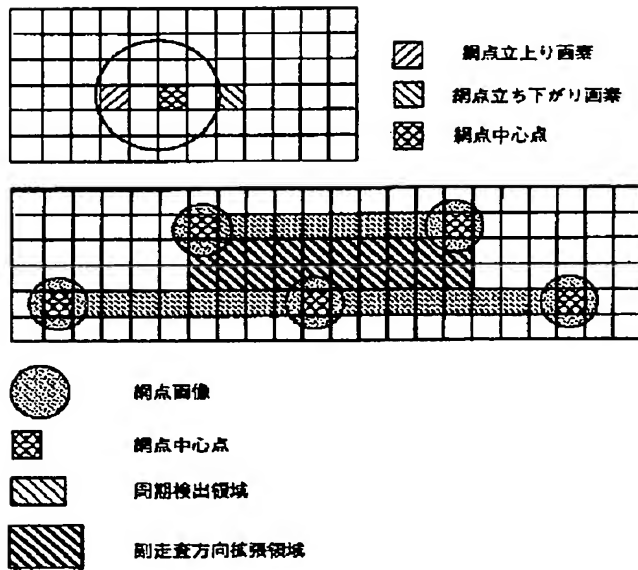 網点立上り画素
網点立ち下がり画素
網点中心点
網点画像
網点中心点
周期検出領域
副走査方向拡張領域